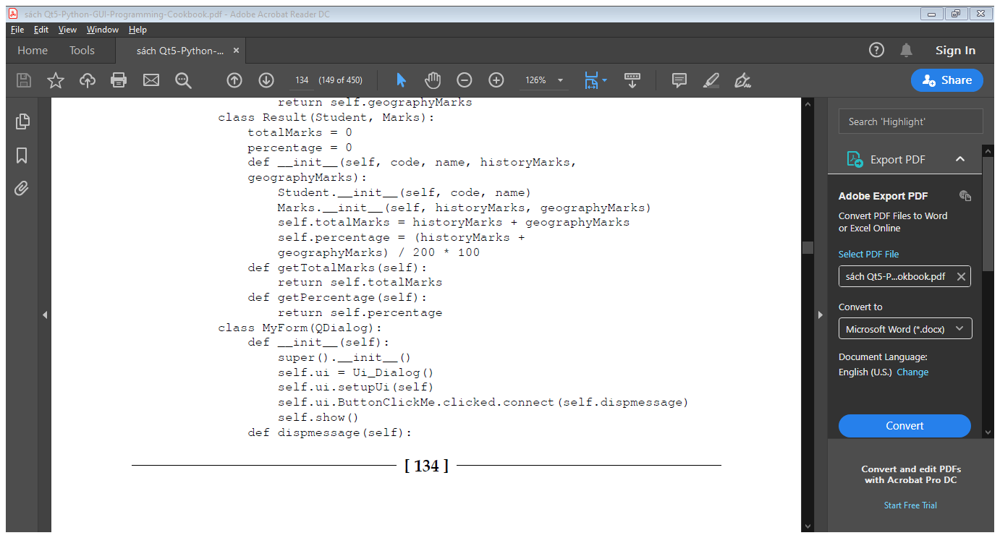 sách Qt5-Python-GUI-Programming-Cookbook.pdf - Adobe Acrobat Reader DC
File Edit View Window Help
Home Tools sách Qt5-Python-... × Sign In
134 (149 of 450) 126% Share
return self.geographyMarks
class Result(Student, Marks):
totalMarks = 0
percentage = 0
def __init__(self, code, name, historyMarks,
geographyMarks):
Student.__init__(self, code, name)
Marks.__init__(self, historyMarks, geographyMarks)
self.totalMarks = historyMarks + geographyMarks
self.percentage = (historyMarks +
geographyMarks) / 200 * 100
def getTotalMarks(self):
return self.totalMarks
def getPercentage(self):
return self.percentage
class MyForm(QDialog):
def __init__(self):
super().__init__()
self.ui = Ui_Dialog()
self.ui.setupUi(self)
self.ui.ButtonClickMe.clicked.connect(self.dispmessage)
self.show()
def dispmessage(self):
[ 134 ]
Search 'Highlight'
Export PDF
Adobe Export PDF
Convert PDF Files to Word
or Excel Online
Select PDF File
sách Qt5-P...okbook.pdf
Convert to
Microsoft Word (*.docx)
Document Language:
English (U.S.) Change
Convert
Convert and edit PDFs
with Acrobat Pro DC
Start Free Trial